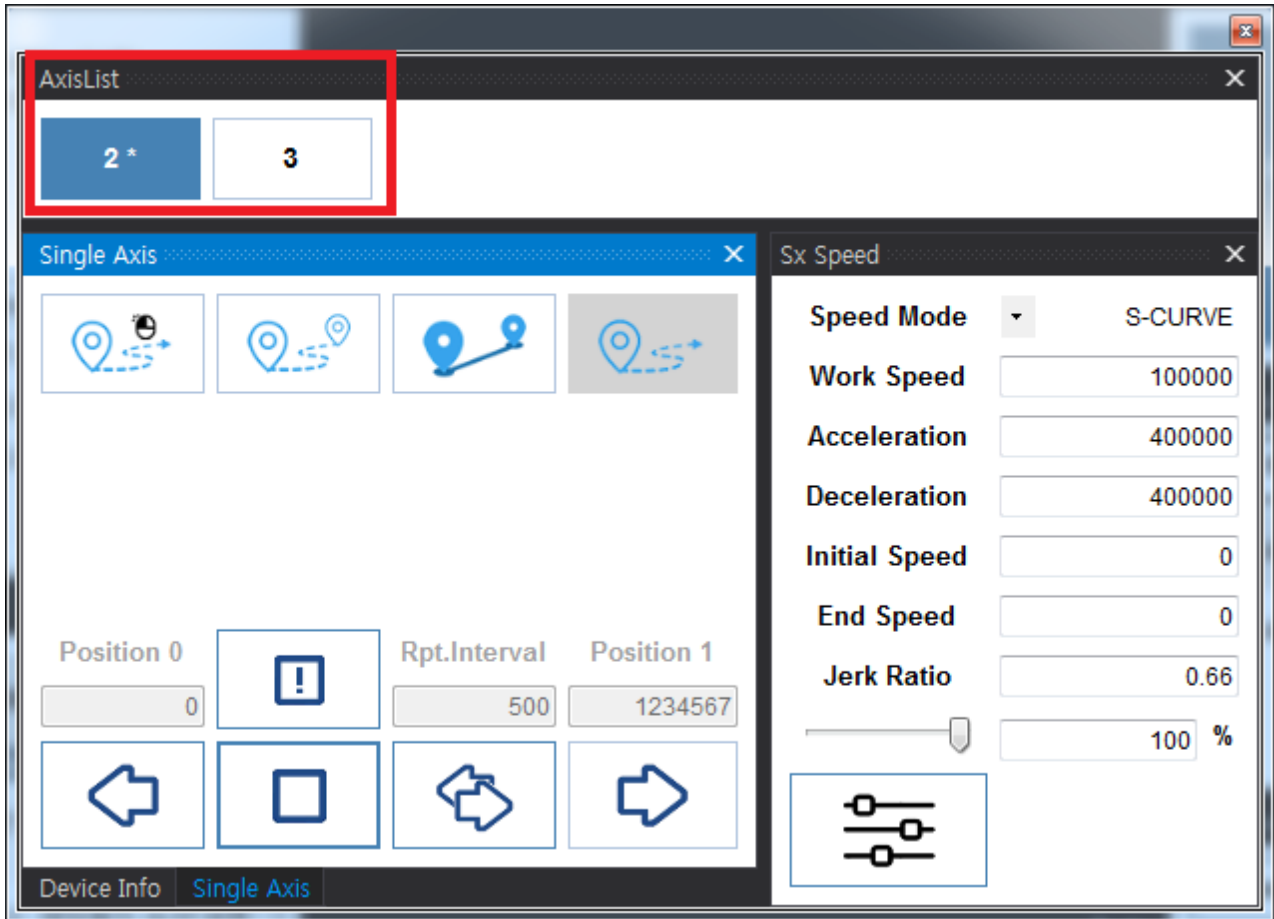 AxisList
2 *
3
Single Axis
Position 0
Rpt.Interval
Position 1
0
500
1234567
Device Info
Single Axis
Sx Speed
Speed Mode
S-CURVE
Work Speed
100000
Acceleration
400000
Deceleration
400000
Initial Speed
0
End Speed
0
Jerk Ratio
0.66
100 %